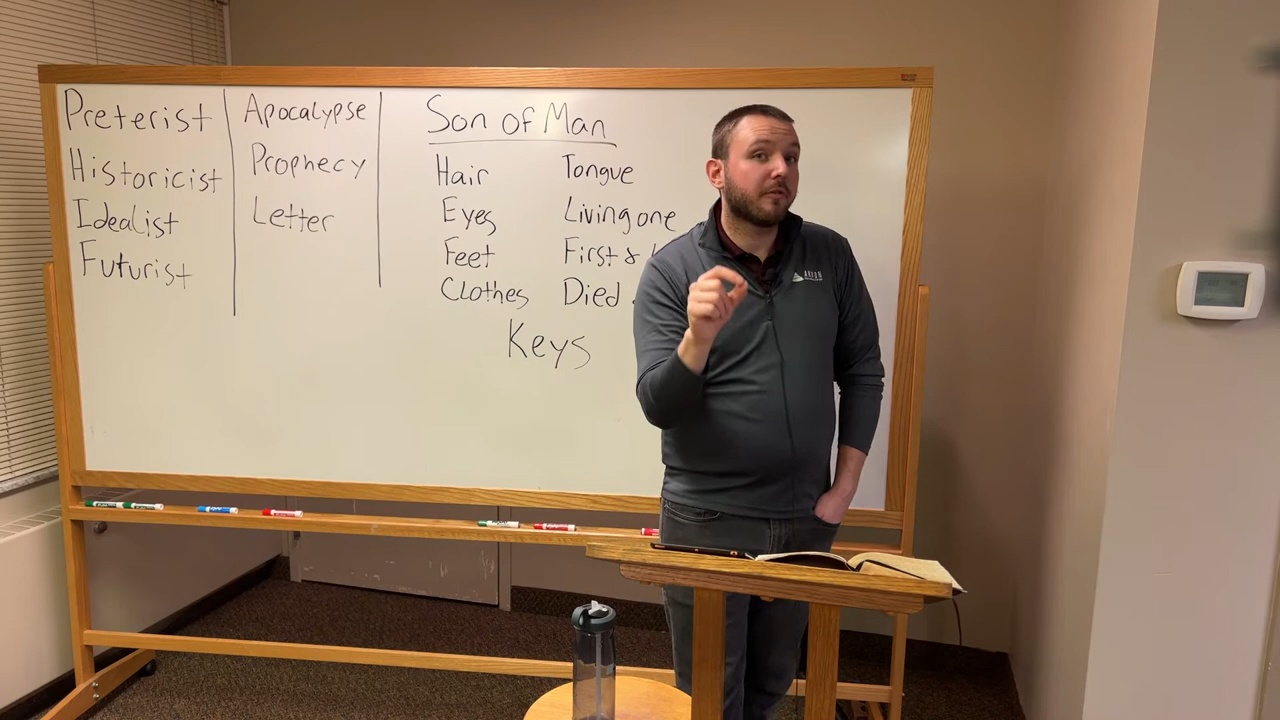 Preterist
Historicist
Idealist
Futurist
Apocalypse
Prophecy
Letter
Son of Man
Hair
Eyes
Feet
Clothes
Tongue
Living one
First &
Died
Keys